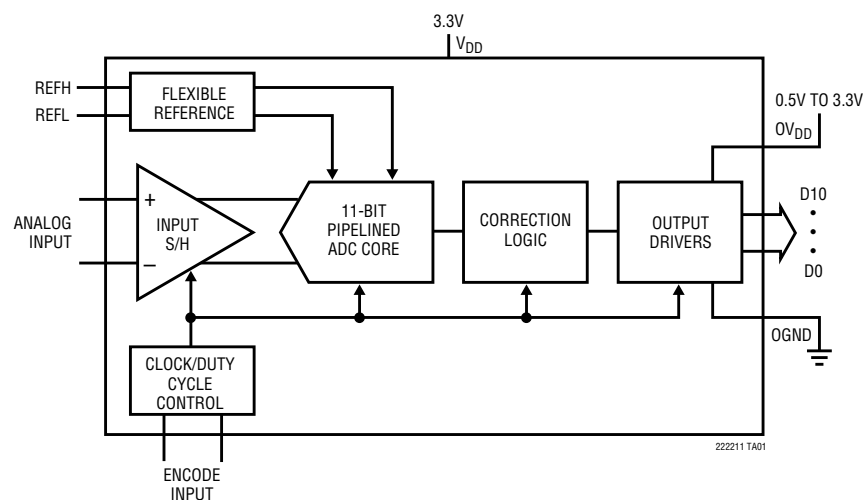 3.3V
VDD
REFH
REFL
FLEXIBLE
REFERENCE
0.5V TO 3.3V
OVDD
ANALOG
INPUT
+
–
INPUT
S/H
11-BIT
PIPELINED
ADC CORE
CORRECTION
LOGIC
OUTPUT
DRIVERS
D10
•
•
•
D0
OGND
CLOCK/DUTY
CYCLE
CONTROL
ENCODE
INPUT
222211 TA01